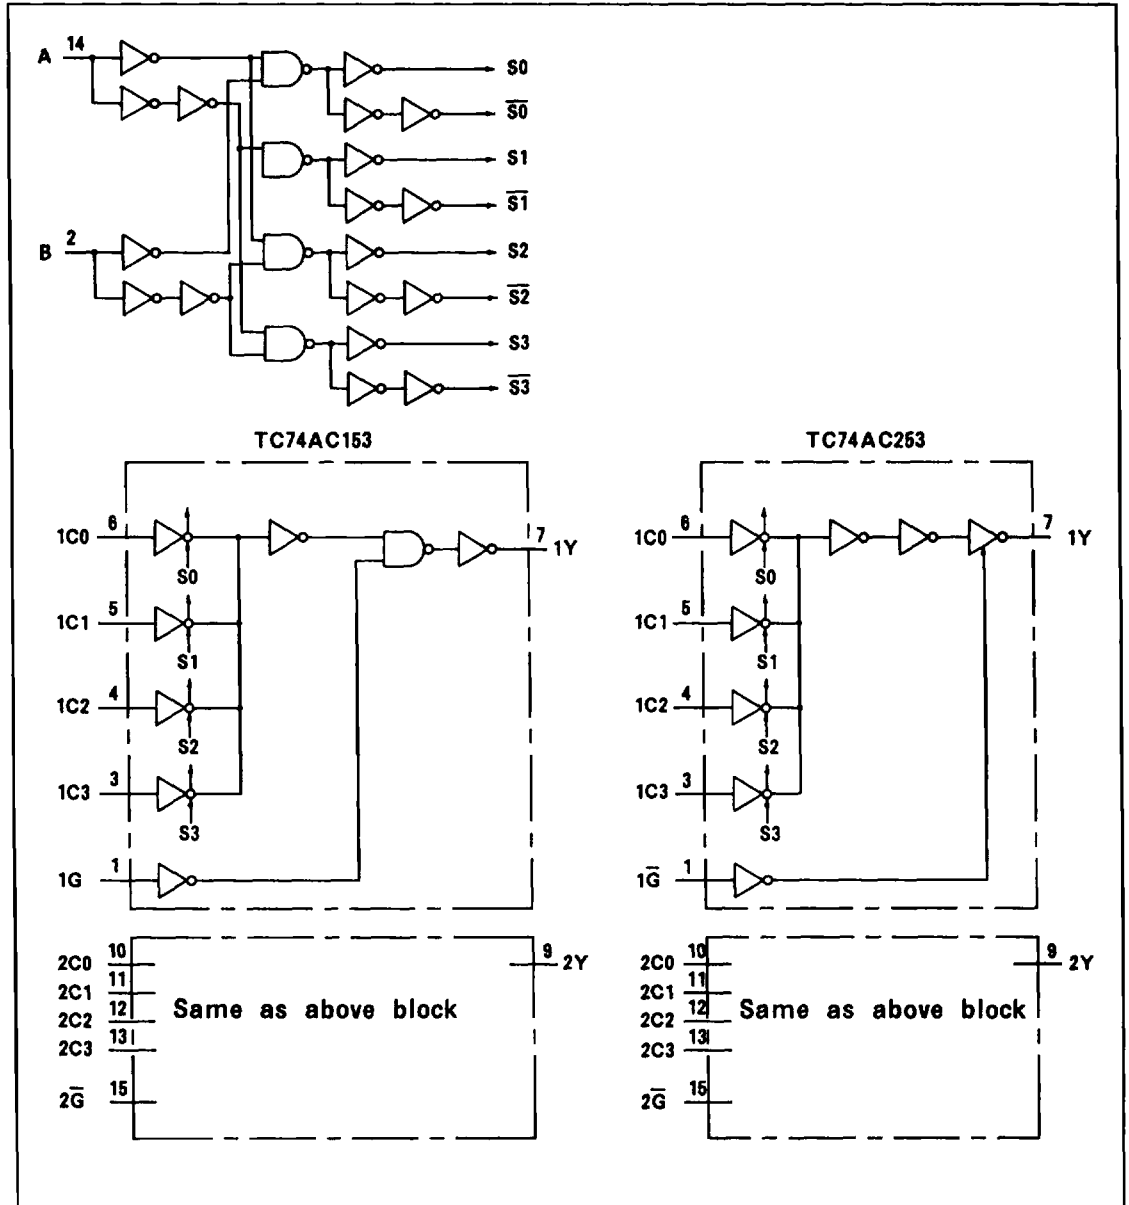 A 14
S0
S̅0̅
S1
S̅1̅
B 2
S2
S̅2̅
S3
S̅3̅
TC74AC153
1C0 6
S0
7 1Y
1C1 5
S1
1C2 4
S2
1C3 3
S3
1G 1
10
2C0
9 2Y
11
2C1
12
2C2
13
2C3
Same as above block
15
2G̅
TC74AC253
1C0 6
S0
7 1Y
1C1 5
S1
1C2 4
S2
1C3 3
S3
1G̅ 1
10
2C0
9 2Y
11
2C1
12
2C2
13
2C3
Same as above block
15
2G̅